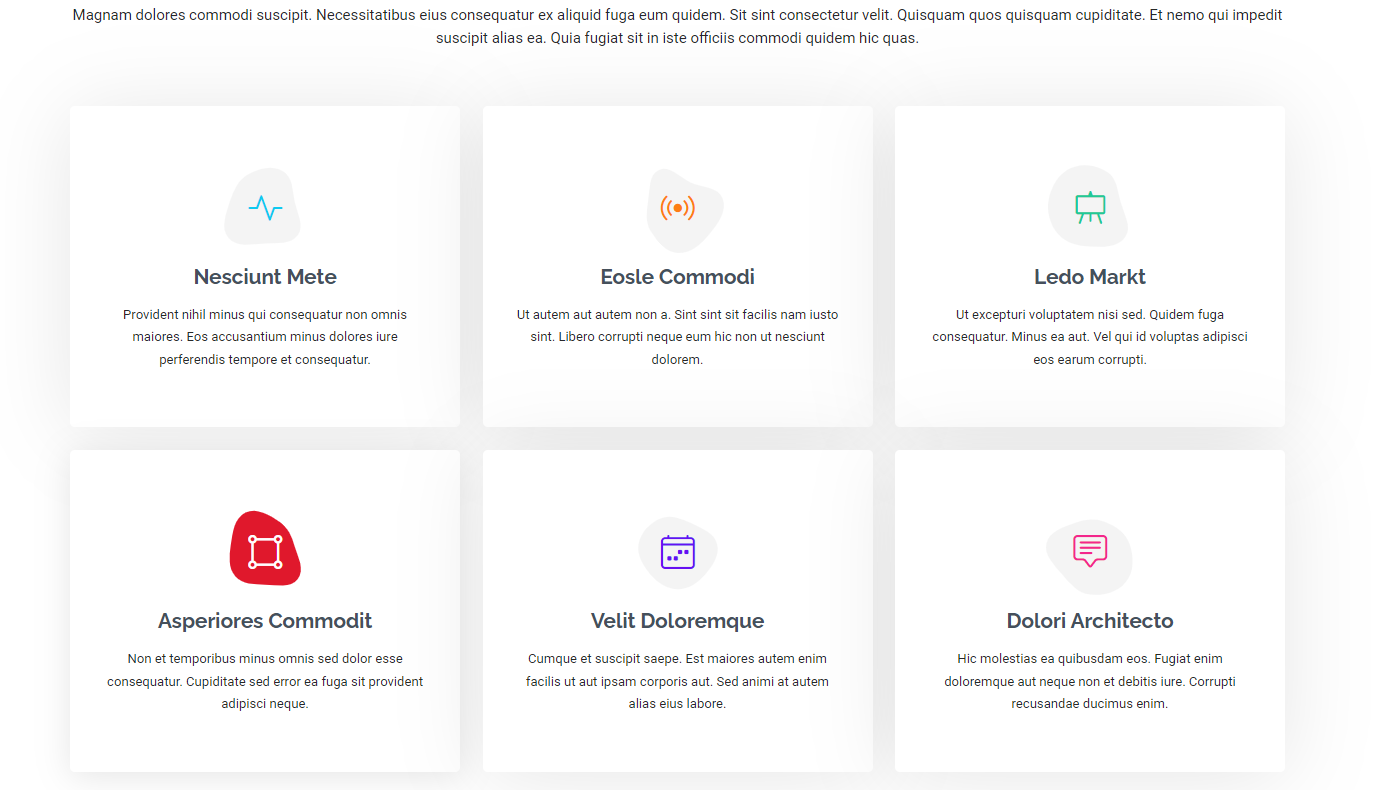 Magnam dolores commodi suscipit. Necessitatibus eius consequatur ex aliquid fuga eum quidem. Sit sint consectetur velit. Quisquam quos quisquam cupiditate. Et nemo qui impedit
suscipit alias ea. Quia fugiat sit in iste officiis commodi quidem hic quas.
Nesciunt Mete
Provident nihil minus qui consequatur non omnis
maiores. Eos accusantium minus dolores iure
perferendis tempore et consequatur.
Eosle Commodi
Ut autem aut autem non a. Sint sint sit facilis nam iusto
sint. Libero corrupti neque eum hic non ut nesciunt
dolorem.
Ledo Markt
Ut excepturi voluptatem nisi sed. Quidem fuga
consequatur. Minus ea aut. Vel qui id voluptas adipisci
eos earum corrupti.
Asperiores Commodit
Non et temporibus minus omnis sed dolor esse
consequatur. Cupiditate sed error ea fuga sit provident
adipisci neque.
Velit Doloremque
Cumque et suscipit saepe. Est maiores autem enim
facilis ut aut ipsam corporis aut. Sed animi at autem
alias eius labore.
Dolori Architecto
Hic molestias ea quibusdam eos. Fugiat enim
doloremque aut neque non et debitis iure. Corrupti
recusandae ducimus enim.